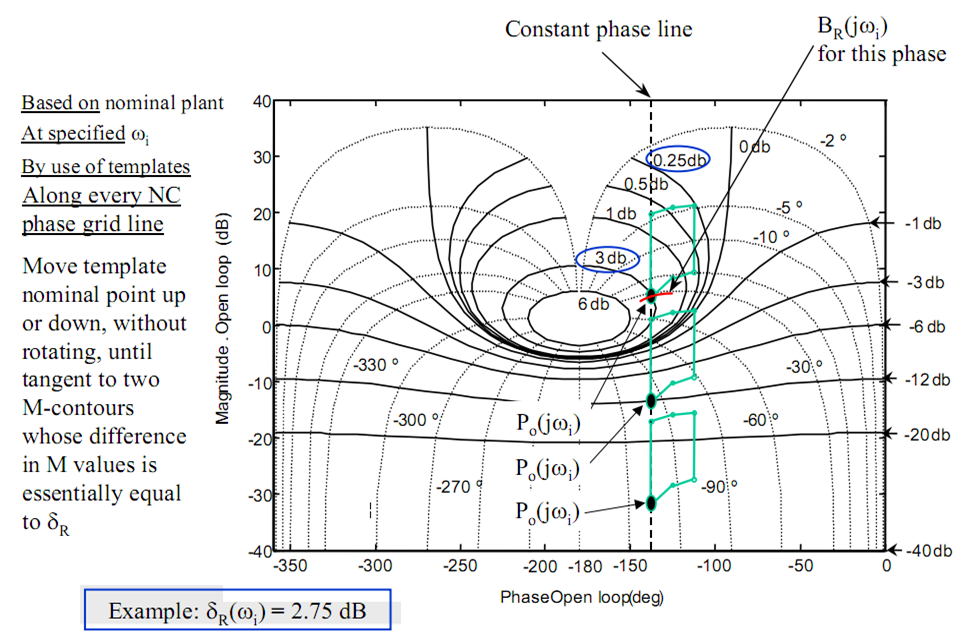 Constant phase line
B_R(jω_i)
for this phase
Based on nominal plant
At specified ω_i
By use of templates
Along every NC
phase grid line
Move template
nominal point up
or down, without
rotating, until
tangent to two
M-contours
whose difference
in M values is
essentially equal
to δ_R
Magnitude . Open loop (dB)
40
30
20
10
0
-10
-20
-30
-40
0.25db
0db
-2 º
0.5db
1 db
-5 º
-10 º
3 db
6 db
-330 º
-30 º
-300 º
-60 º
-270 º
-90 º
-1 db
-3 db
-6 db
-12 db
-20 db
-40 db
P_o(jω_i)
P_o(jω_i)
P_o(jω_i)
-350
-300
-250
-200
-180
-150
-100
-50
0
PhaseOpen loop(deg)
Example: δ_R(ω_i) = 2.75 dB